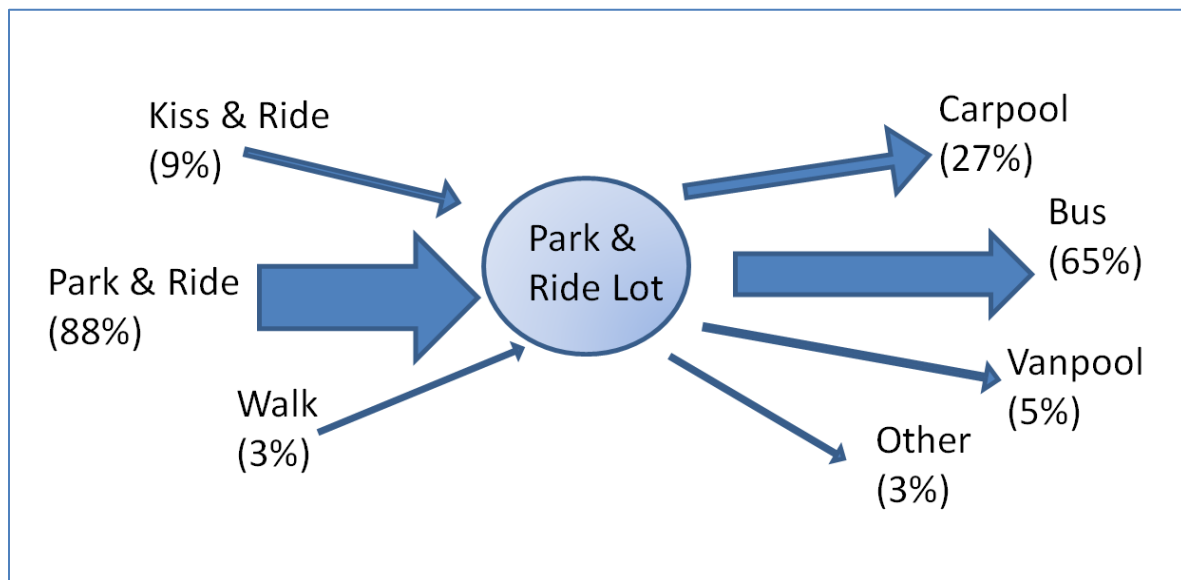 Kiss & Ride
(9%)
Park & Ride
(88%)
Walk
(3%)
Park &
Ride Lot
Carpool
(27%)
Bus
(65%)
Vanpool
(5%)
Other
(3%)